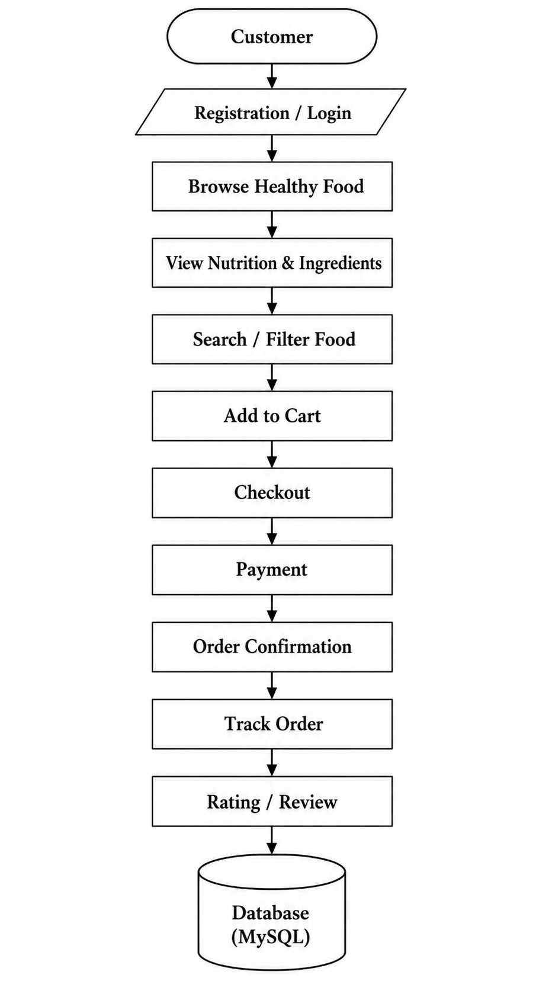 Customer
Registration / Login
Browse Healthy Food
View Nutrition & Ingredients
Search / Filter Food
Add to Cart
Checkout
Payment
Order Confirmation
Track Order
Rating / Review
Database
(MySQL)